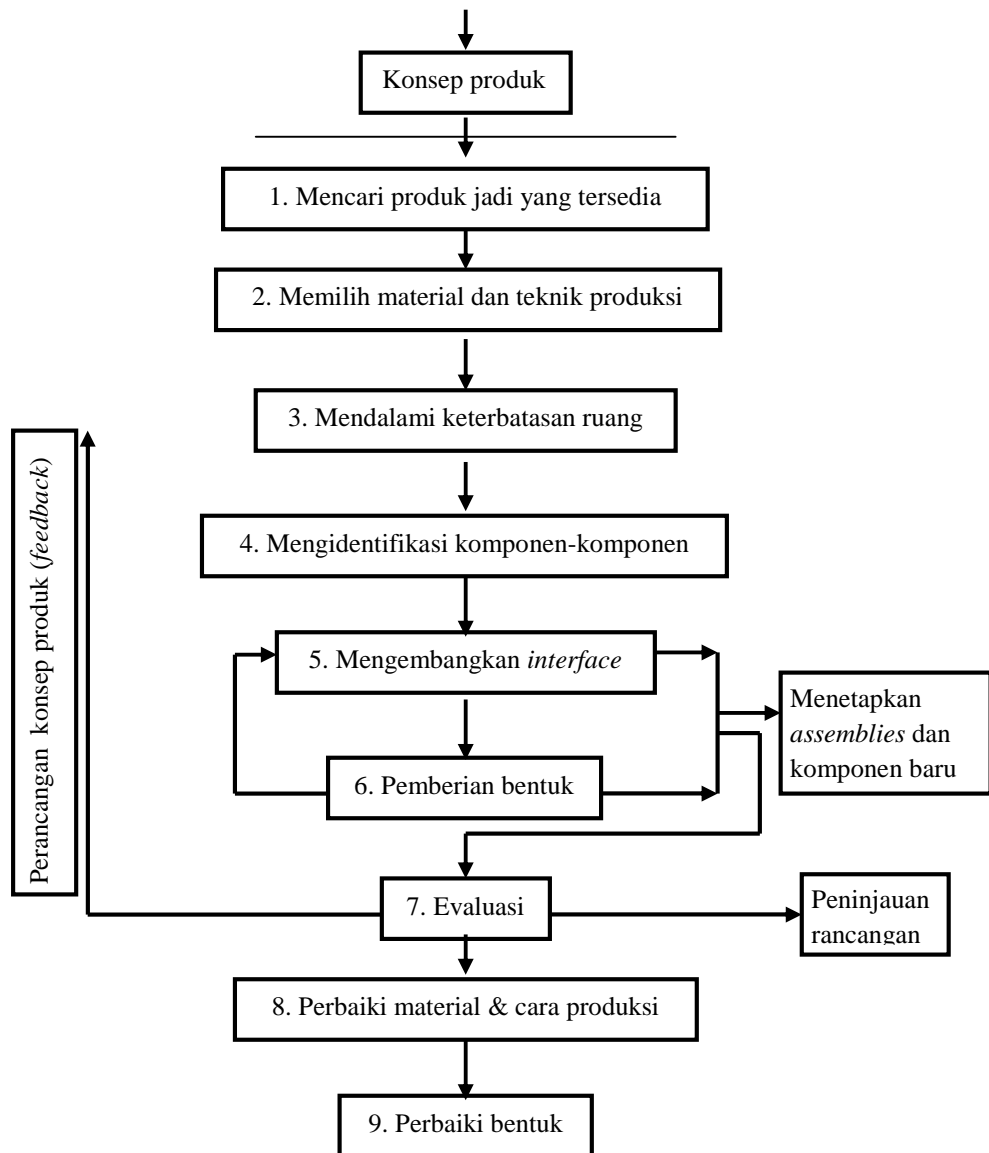 Konsep produk
1. Mencari produk jadi yang tersedia
2. Memilih material dan teknik produksi
3. Mendalami keterbatasan ruang
Perancangan konsep produk (feedback)
4. Mengidentifikasi komponen-komponen
5. Mengembangkan interface
Menetapkan
assemblies dan
komponen baru
6. Pemberian bentuk
7. Evaluasi
Peninjauan
rancangan
8. Perbaiki material & cara produksi
9. Perbaiki bentuk